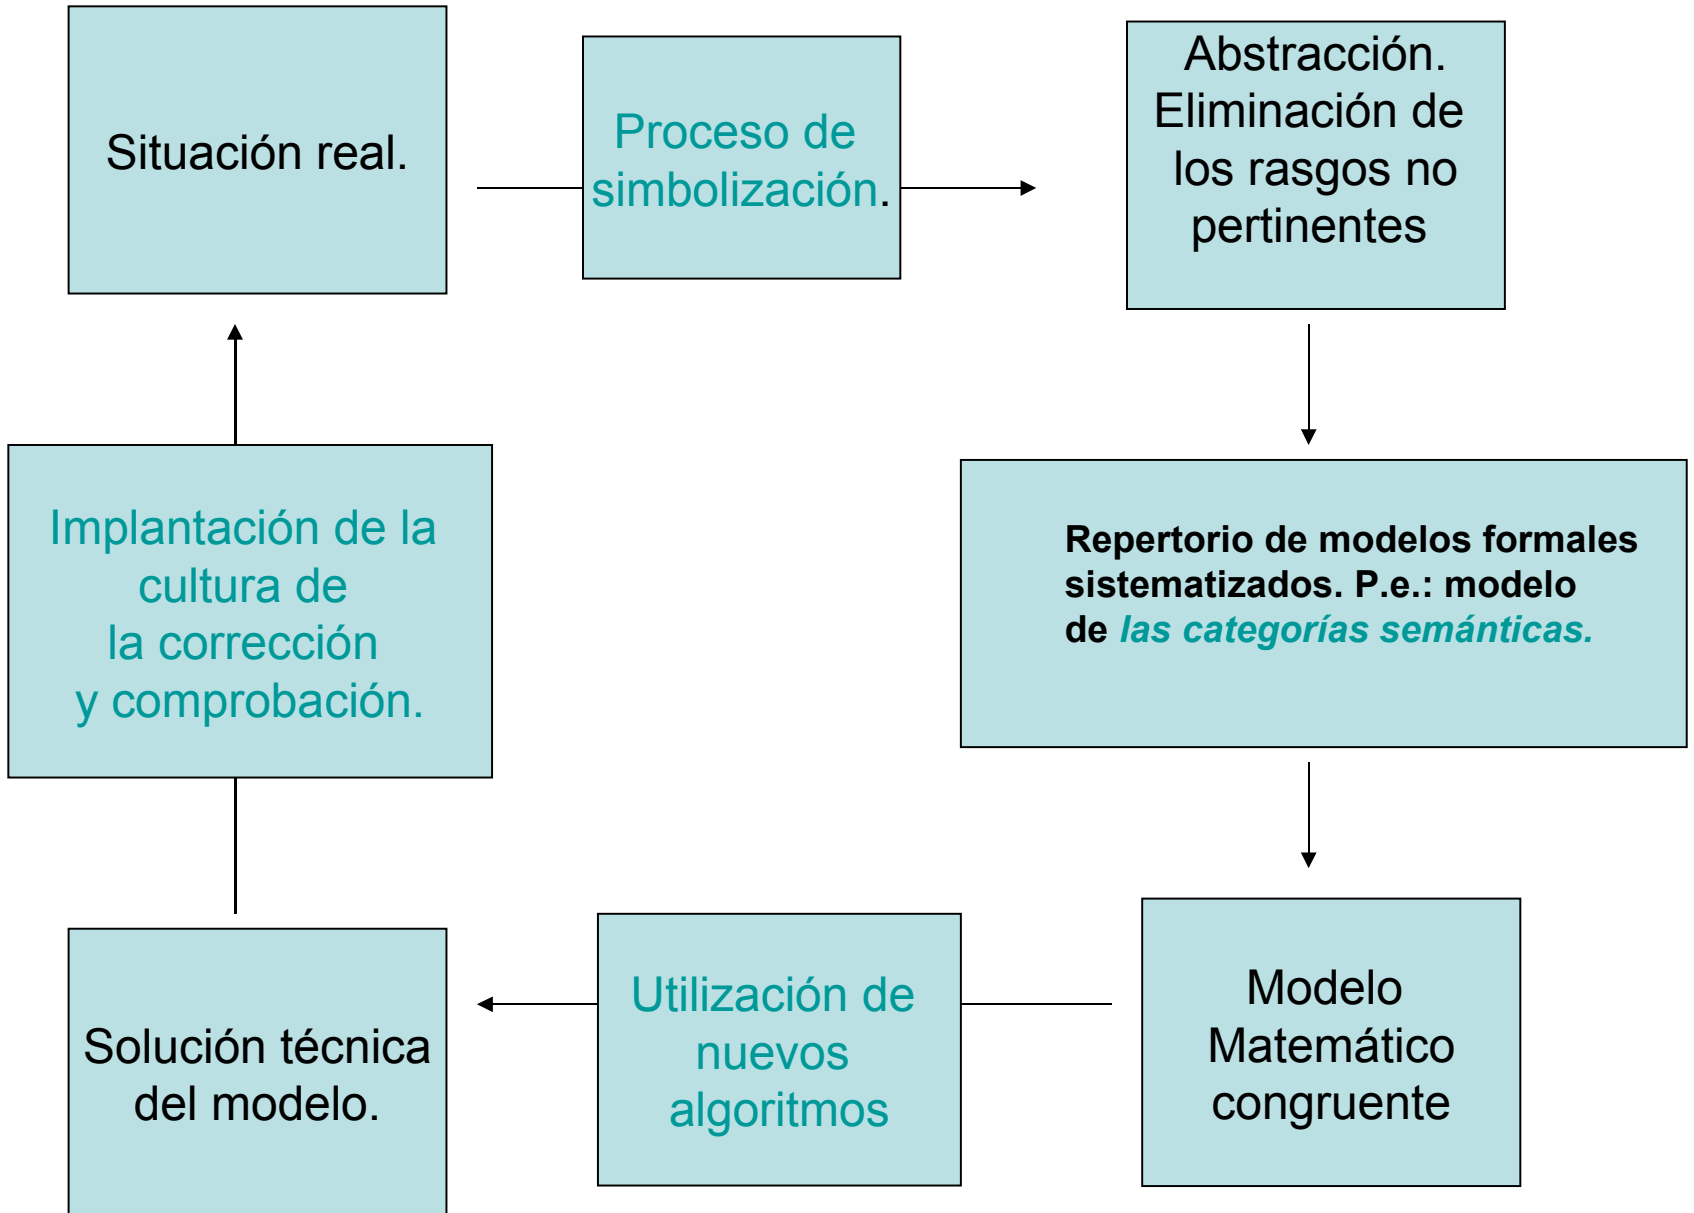 Situación real.
Proceso de
simbolización.
Abstracción.
Eliminación de
los rasgos no
pertinentes
Repertorio de modelos formales
sistematizados. P.e.: modelo
de las categorías semánticas.
Modelo
Matemático
congruente
Utilización de
nuevos
algoritmos
Solución técnica
del modelo.
Implantación de la
cultura de
la corrección
y comprobación.